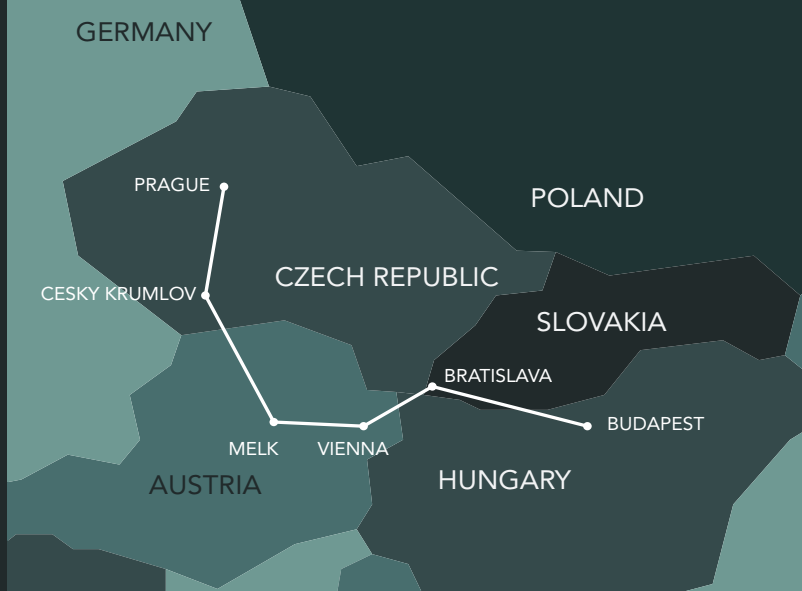 GERMANY
PRAGUE
POLAND
CZECH REPUBLIC
CESKY KRUMLOV
SLOVAKIA
BRATISLAVA
BUDAPEST
MELK
VIENNA
HUNGARY
AUSTRIA